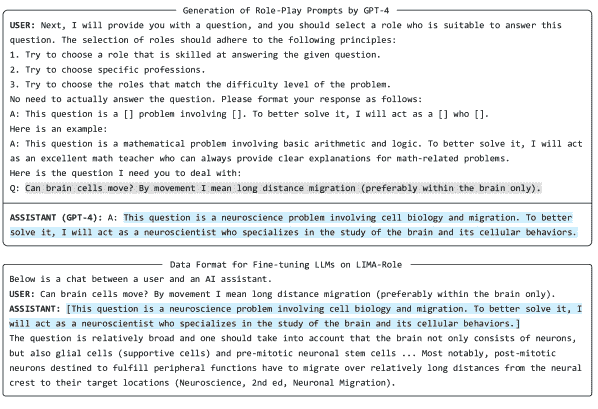 Generation of Role-Play Prompts by GPT-4
USER: Next, I will provide you with a question, and you should select a role who is suitable to answer this
question. The selection of roles should adhere to the following principles:
1. Try to choose a role that is skilled at answering the given question.
2. Try to choose specific professions.
3. Try to choose the roles that match the difficulty level of the problem.
No need to actually answer the question. Please format your response as follows:
A: This question is a [] problem involving []. To better solve it, I will act as a [] who [].
Here is an example:
A: This question is a mathematical problem involving basic arithmetic and logic. To better solve it, I will act
as an excellent math teacher who can always provide clear explanations for math-related problems.
Here is the question I need you to deal with:
Q: Can brain cells move? By movement I mean long distance migration (preferably within the brain only).
ASSISTANT (GPT-4): A: This question is a neuroscience problem involving cell biology and migration. To better
solve it, I will act as a neuroscientist who specializes in the study of the brain and its cellular behaviors.
Data Format for Fine-tuning LLMs on LIMA-Role
Below is a chat between a user and an AI assistant.
USER: Can brain cells move? By movement I mean long distance migration (preferably within the brain only).
ASSISTANT: [This question is a neuroscience problem involving cell biology and migration. To better solve it, I
will act as a neuroscientist who specializes in the study of the brain and its cellular behaviors.]
The question is relatively broad and one should take into account that the brain not only consists of neurons,
but also glial cells (supportive cells) and pre-mitotic neuronal stem cells ... Most notably, post-mitotic
neurons destined to fulfill peripheral functions have to migrate over relatively long distances from the neural
crest to their target locations (Neuroscience, 2nd ed, Neuronal Migration).